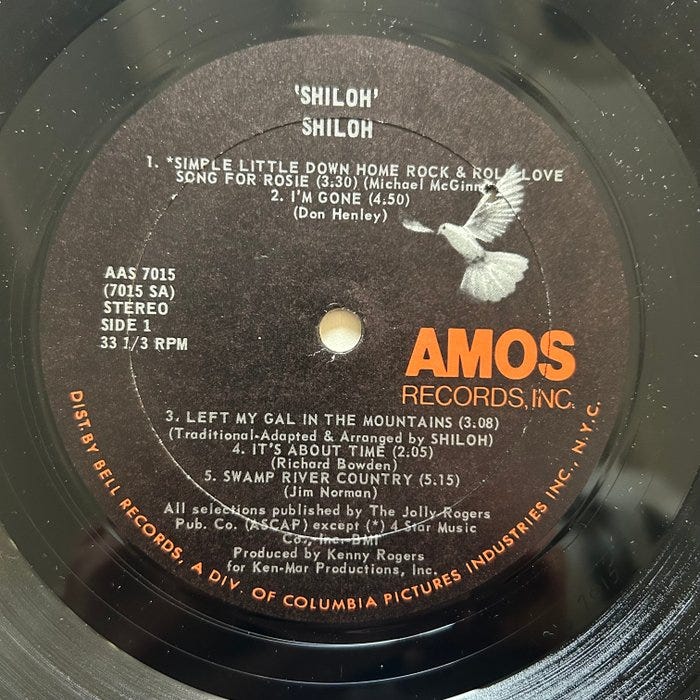 'SHILOH'
SHILOH
1. *SIMPLE LITTLE DOWN HOME ROCK & ROLL LOVE
SONG FOR ROSIE (3.30) (Michael
2. I'M GONE (4.50)
(Don Henley)
AAS 7015
(7015 SA)
STEREO
SIDE 1
33 1/3 RPM
AMOS
RECORDS, INC.
3. LEFT MY GAL IN THE MOUNTAINS (3.08)
(Traditional-Adapted & Arranged by SHILOH)
4. IT'S ABOUT TIME (2.05)
(Richard Bowden)
5. SWAMP RIVER COUNTRY (5.15)
(Jim Norman)
All selections published by The Jolly Rogers
Pub. Co. (ASCAP) except (*) 4 Star Music
Co., Inc. BMI
Produced by Kenny Rogers
for Ken-Mar Productions, Inc.
DIST. BY BELL RECORDS, A DIV. OF COLUMBIA PICTURES INDUSTRIES INC., N.Y.C.